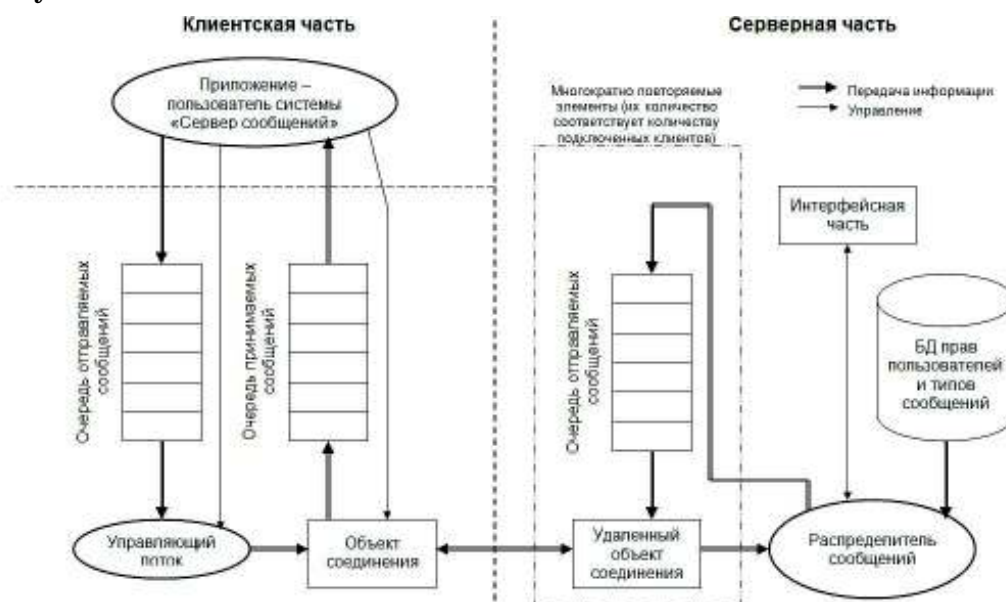 Клиентская часть
Серверная часть
Приложение –
пользователь системы
«Сервер сообщений»
Многократно повторяемые
элементы (их количество
соответствует количеству
подключенных клиентов)
Передача информации
Управление
Интерфейсная
часть
Очередь отправляемых
сообщений
Очередь принимаемых
сообщений
Очередь отправляемых
сообщений
БД прав
пользователей
и типов
сообщений
Управляющий
поток
Объект
соединения
Удаленный
объект
соединения
Распределитель
сообщений